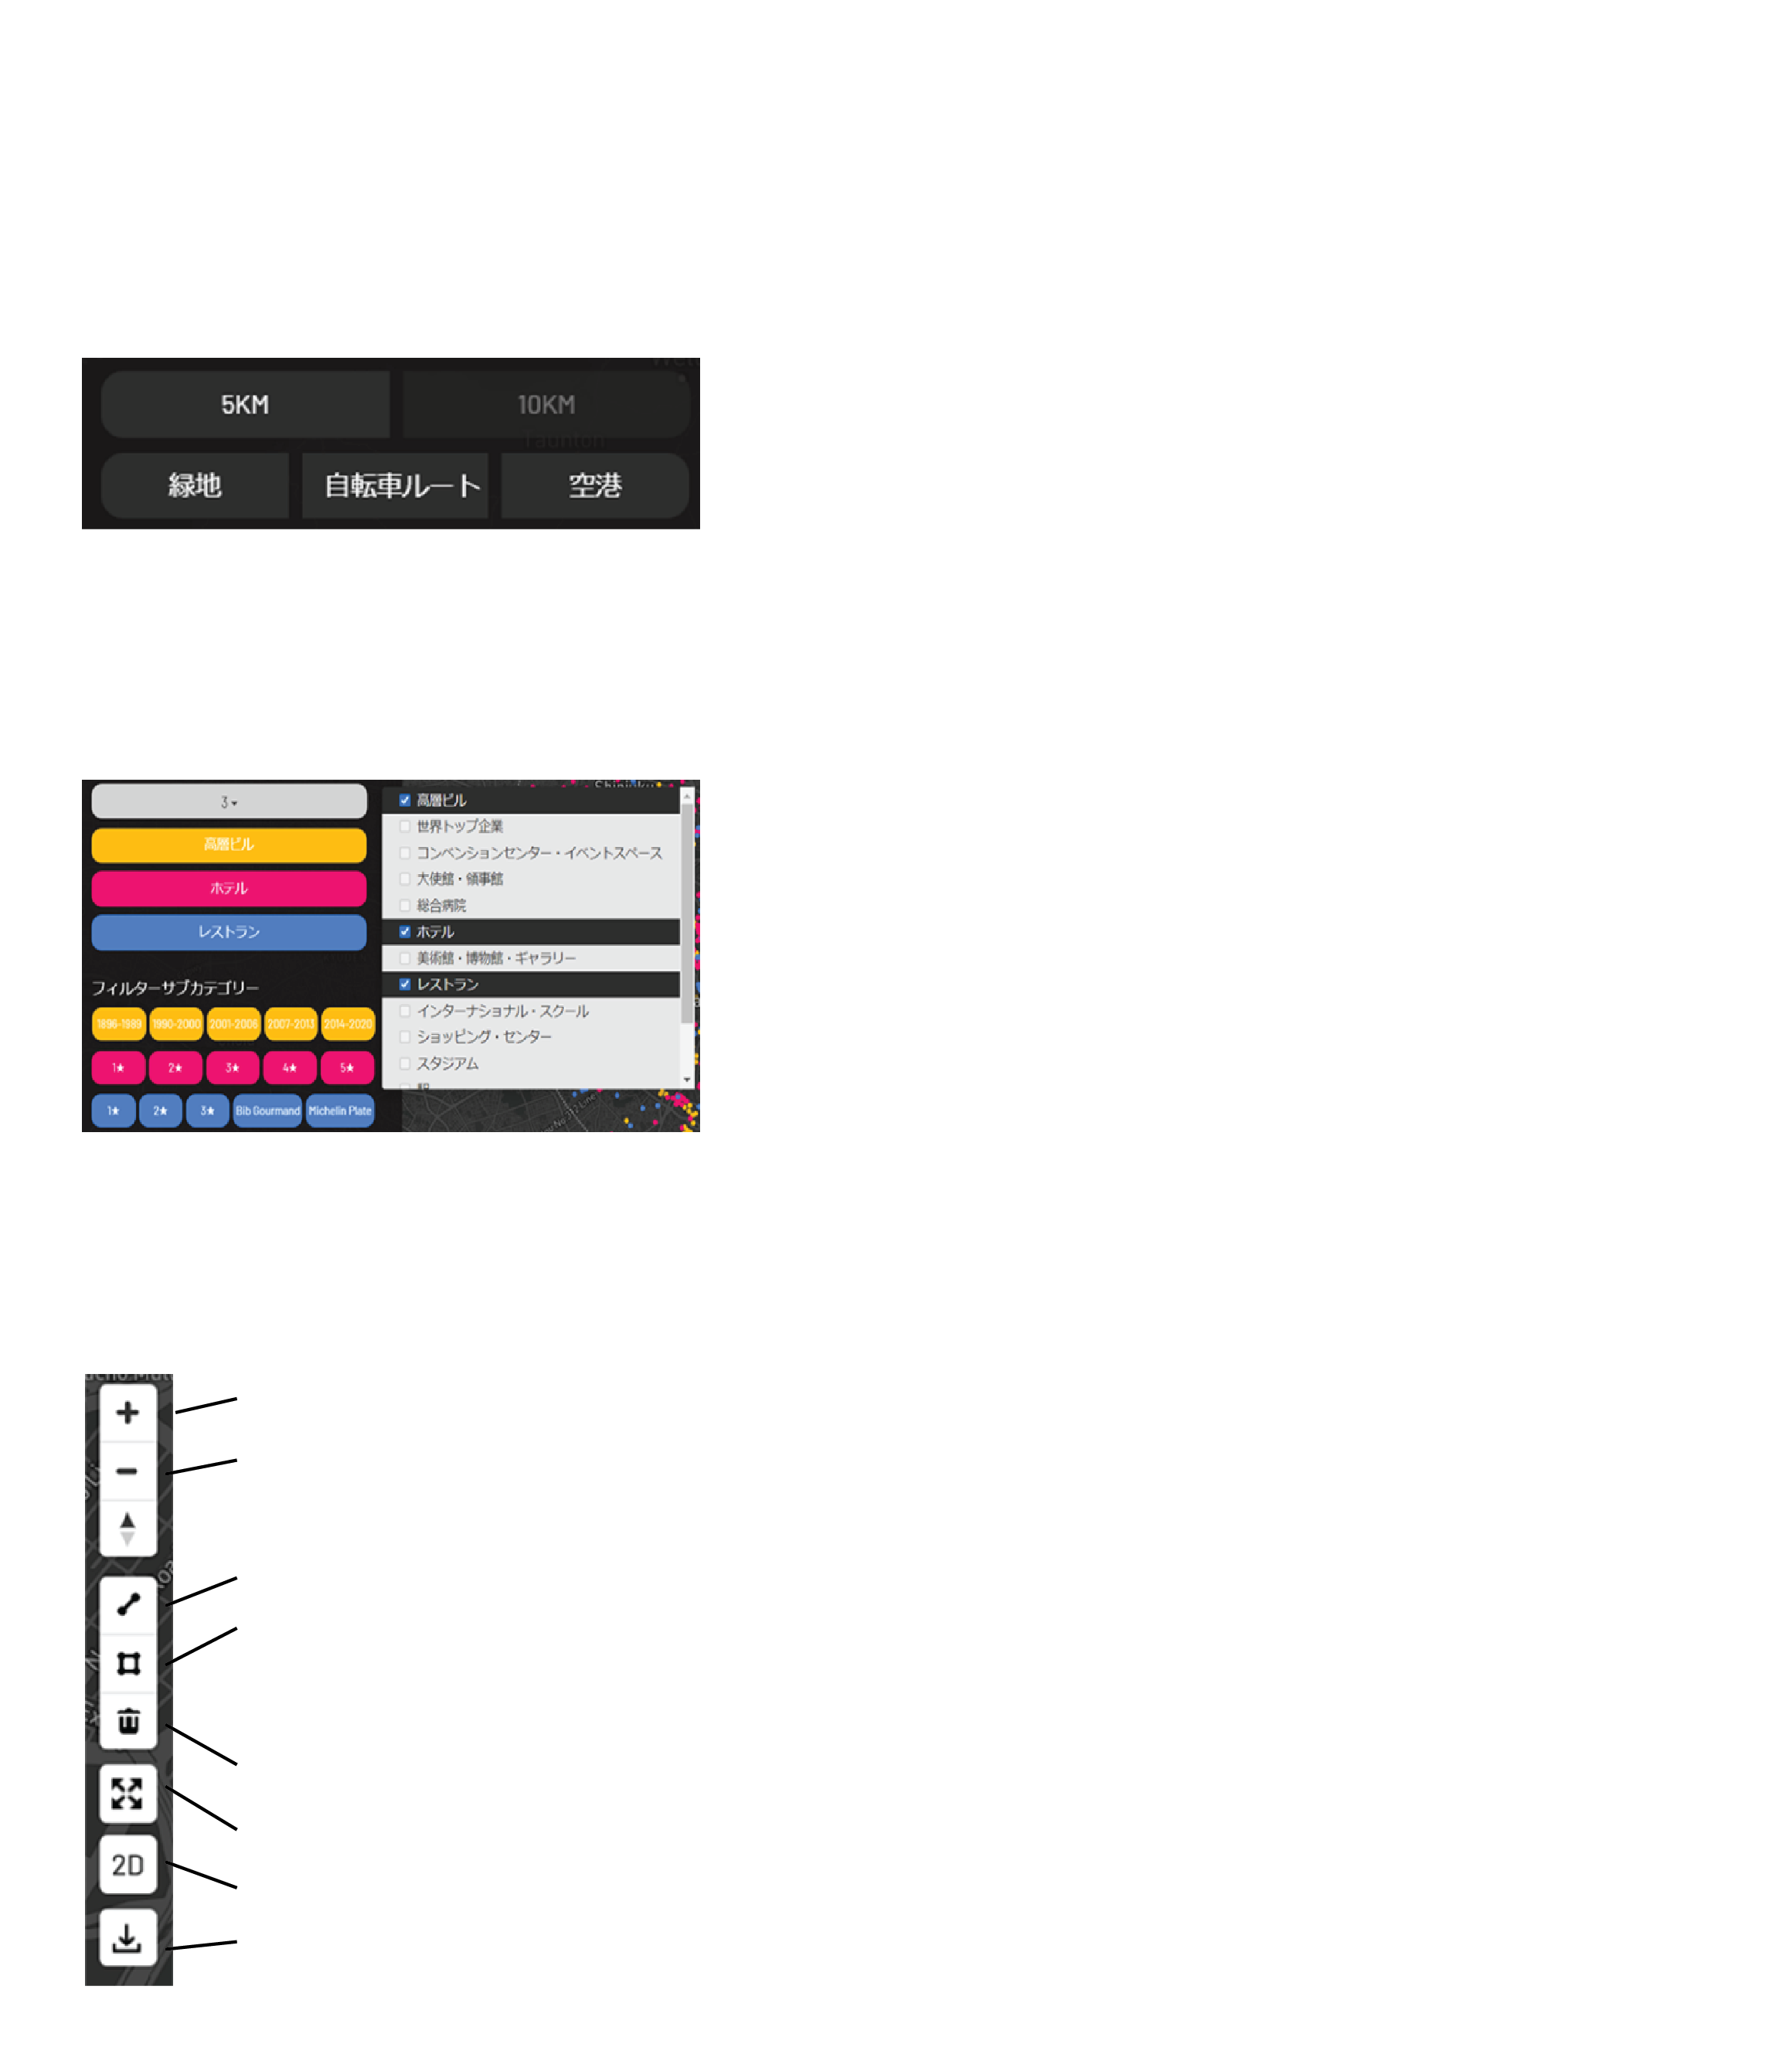 5KM 10KM
Taunton
緑地 自転車ルート 空港
3
高層ビル
ホテル
レストラン
フィルターサブカテゴリー
1896-1989 1990-2000 2001-2006 2007-2013 2014-2020
1★ 2★ 3★ 4★ 5★
1★ 2★ 3★ Bib Gourmand Michelin Plate
Shinjuku
高層ビル
世界トップ企業
コンベンションセンター・イベントスペース
大使館・領事館
総合病院
ホテル
美術館・博物館・ギャラリー
レストラン
インターナショナル・スクール
ショッピング・センター
スタジアム
駅
No 312 Line
2D